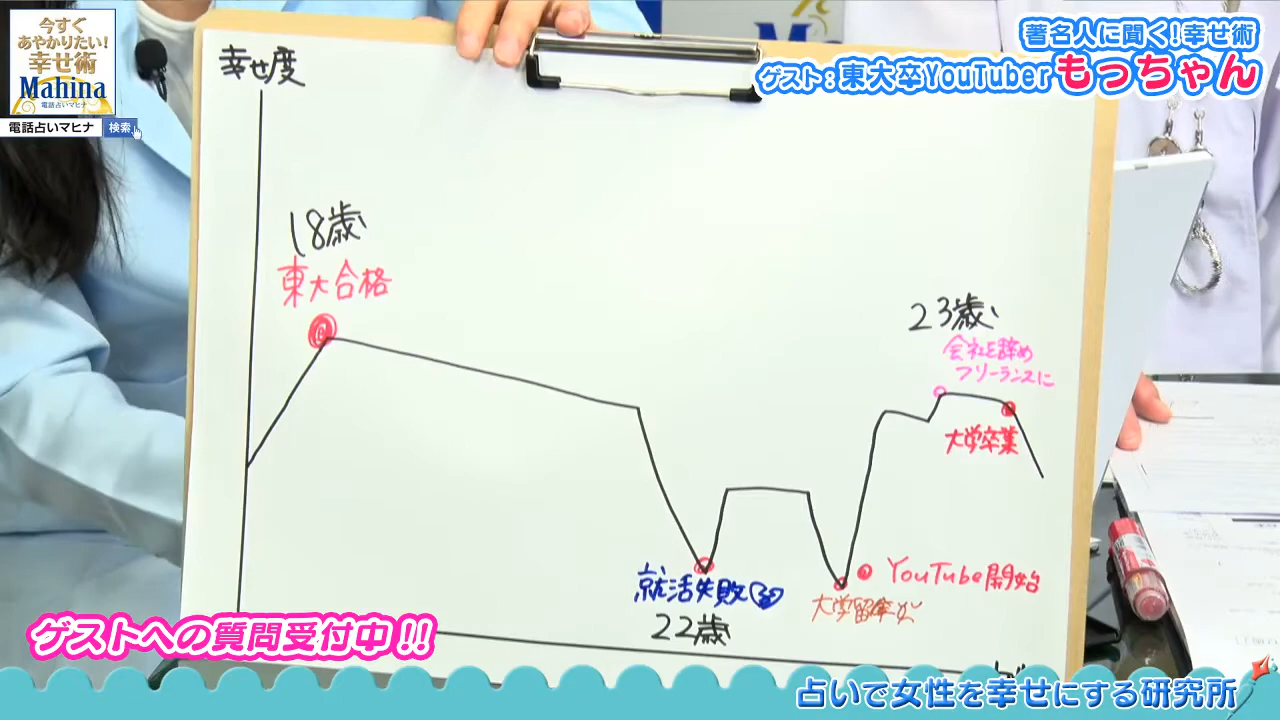 今すぐ
あやかりたい!
幸せ術
Mahina
電話占いマヒナ
電話占いマヒナ 検索
著名人に聞く!幸せ術
ゲスト:東大卒YouTuber もっちゃん
幸せ度
18歳
東大合格
23歳
会社を辞め
フリーランスに
大学卒業
就活失敗
22歳
YouTube開始
大学留年
ゲストへの質問受付中!!
占いで女性を幸せにする研究所